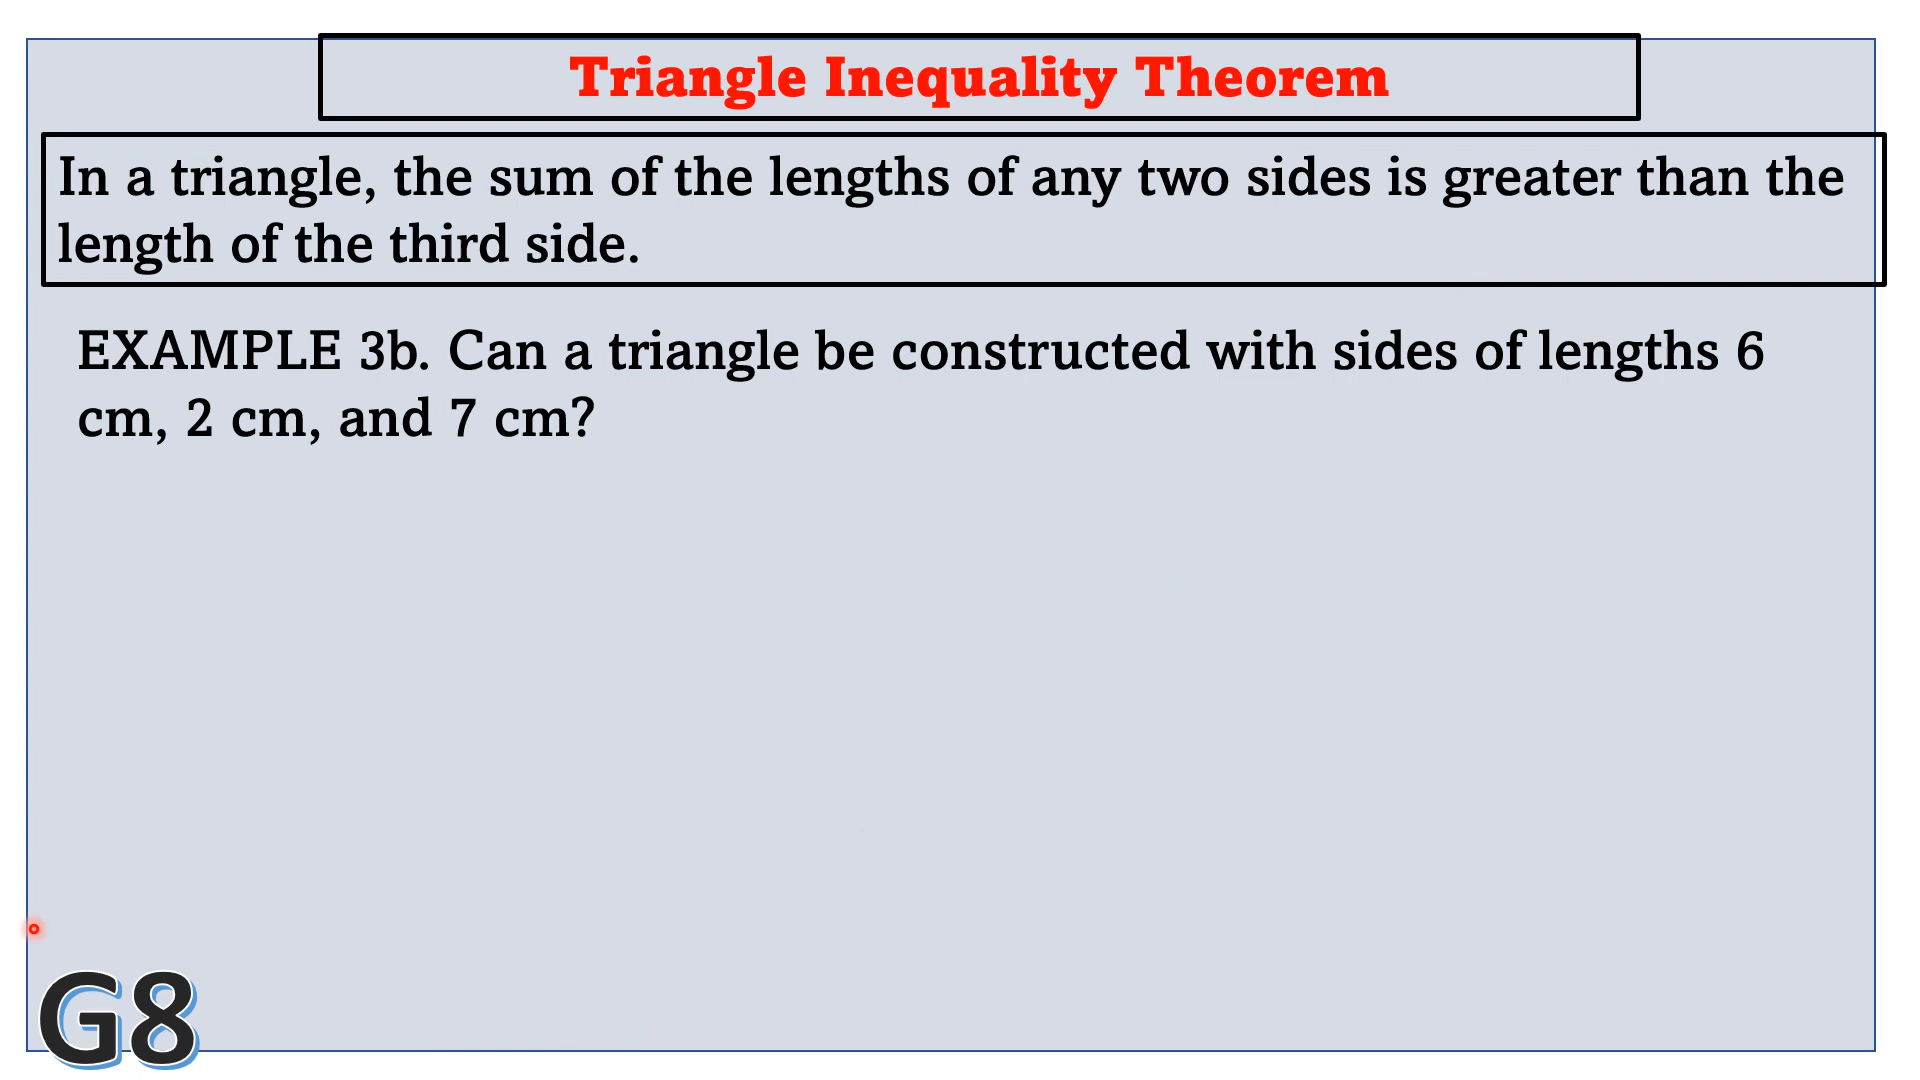 Triangle Inequality Theorem
In a triangle, the sum of the lengths of any two sides is greater than the
length of the third side.
EXAMPLE 3b. Can a triangle be constructed with sides of lengths 6
cm, 2 cm, and 7 cm?
G8